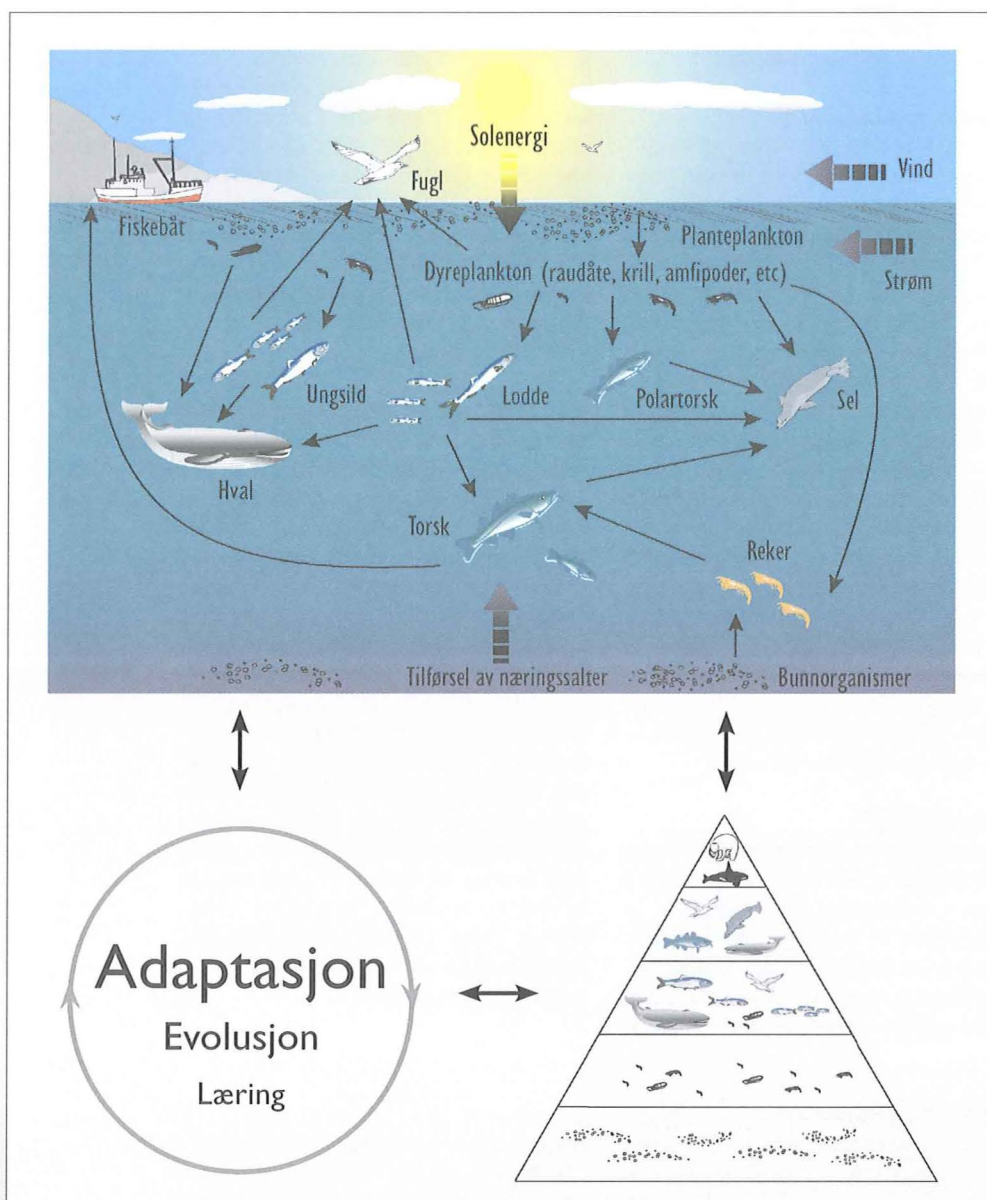 Solenergi
Vind
Fugl
Fiskebåt
Planteplankton
Strøm
Dyreplankton (raudåte, krill, amfipoder, etc)
Ungsild
Lodde
Polartorsk
Sel
Hval
Torsk
Reker
Tilførsel av næringssalter
Bunnorganismer
Adaptasjon
Evolusjon
Læring